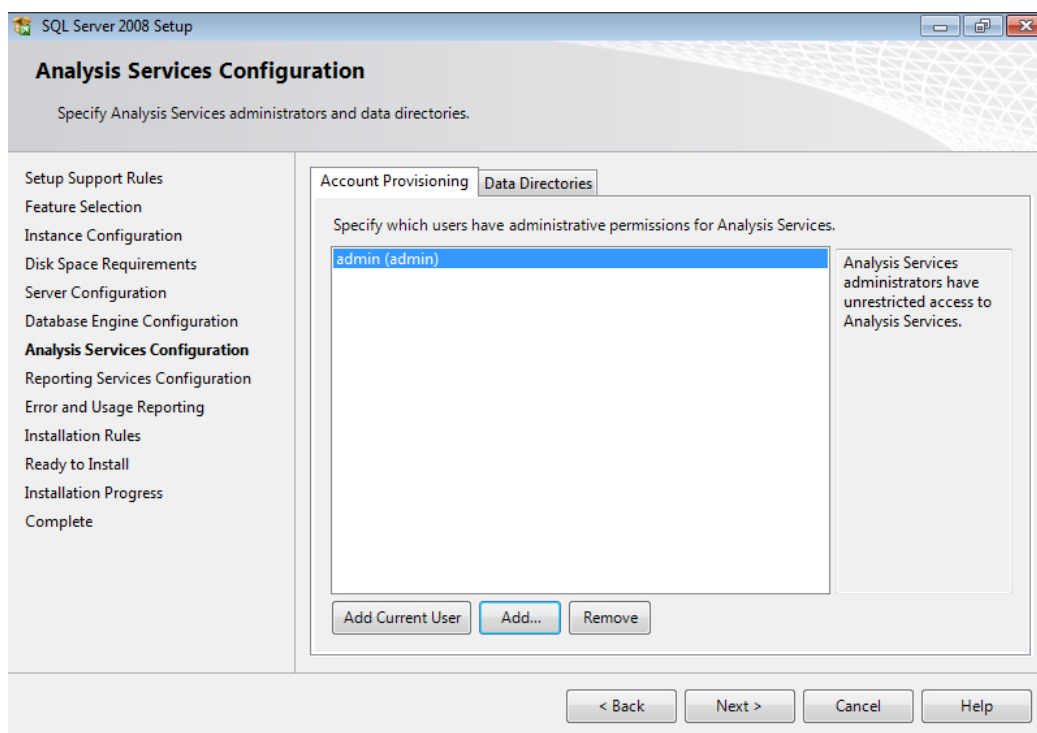 SQL Server 2008 Setup
Analysis Services Configuration
Specify Analysis Services administrators and data directories.
Setup Support Rules
Feature Selection
Instance Configuration
Disk Space Requirements
Server Configuration
Database Engine Configuration
Analysis Services Configuration
Reporting Services Configuration
Error and Usage Reporting
Installation Rules
Ready to Install
Installation Progress
Complete
Account Provisioning
Data Directories
Specify which users have administrative permissions for Analysis Services.
admin (admin)
Analysis Services
administrators have
unrestricted access to
Analysis Services.
Add Current User
Add...
Remove
< Back
Next >
Cancel
Help